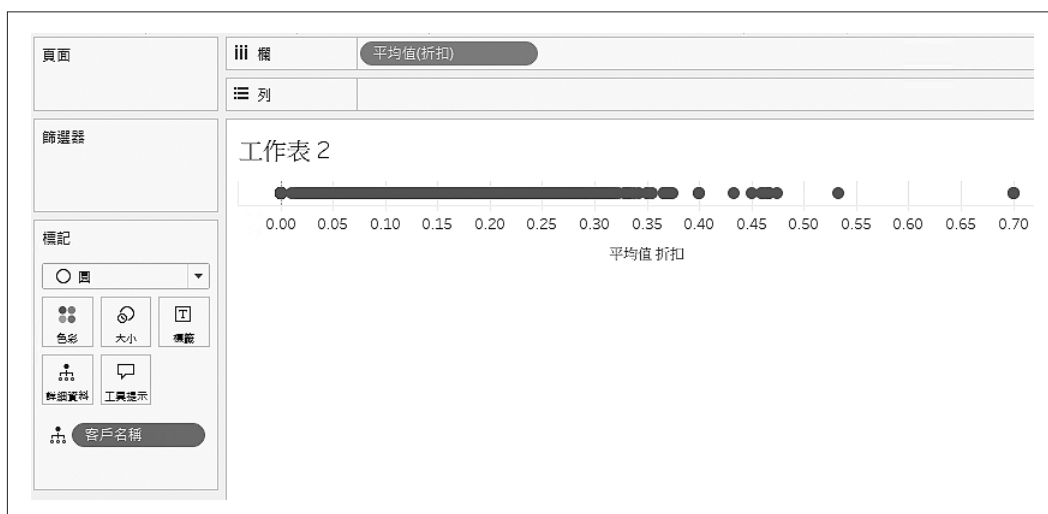 頁面
欄 平均值(折扣)
列
篩選器
工作表 2
0.00 0.05 0.10 0.15 0.20 0.25 0.30 0.35 0.40 0.45 0.50 0.55 0.60 0.65 0.70
平均值 折扣
標記
圓
色彩 大小 標籤
T
詳細資料 工具提示
客戶名稱